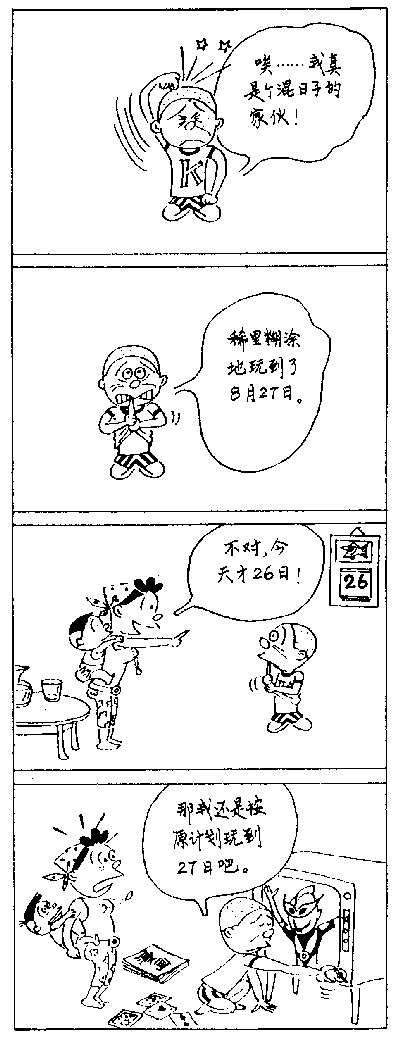 唉……我真
是个混日子的
家伙！
K
稀里糊涂
地玩到了
8月27日。
不对，今
天才26日！
26
那我还是按
原计划玩到
27日吧。